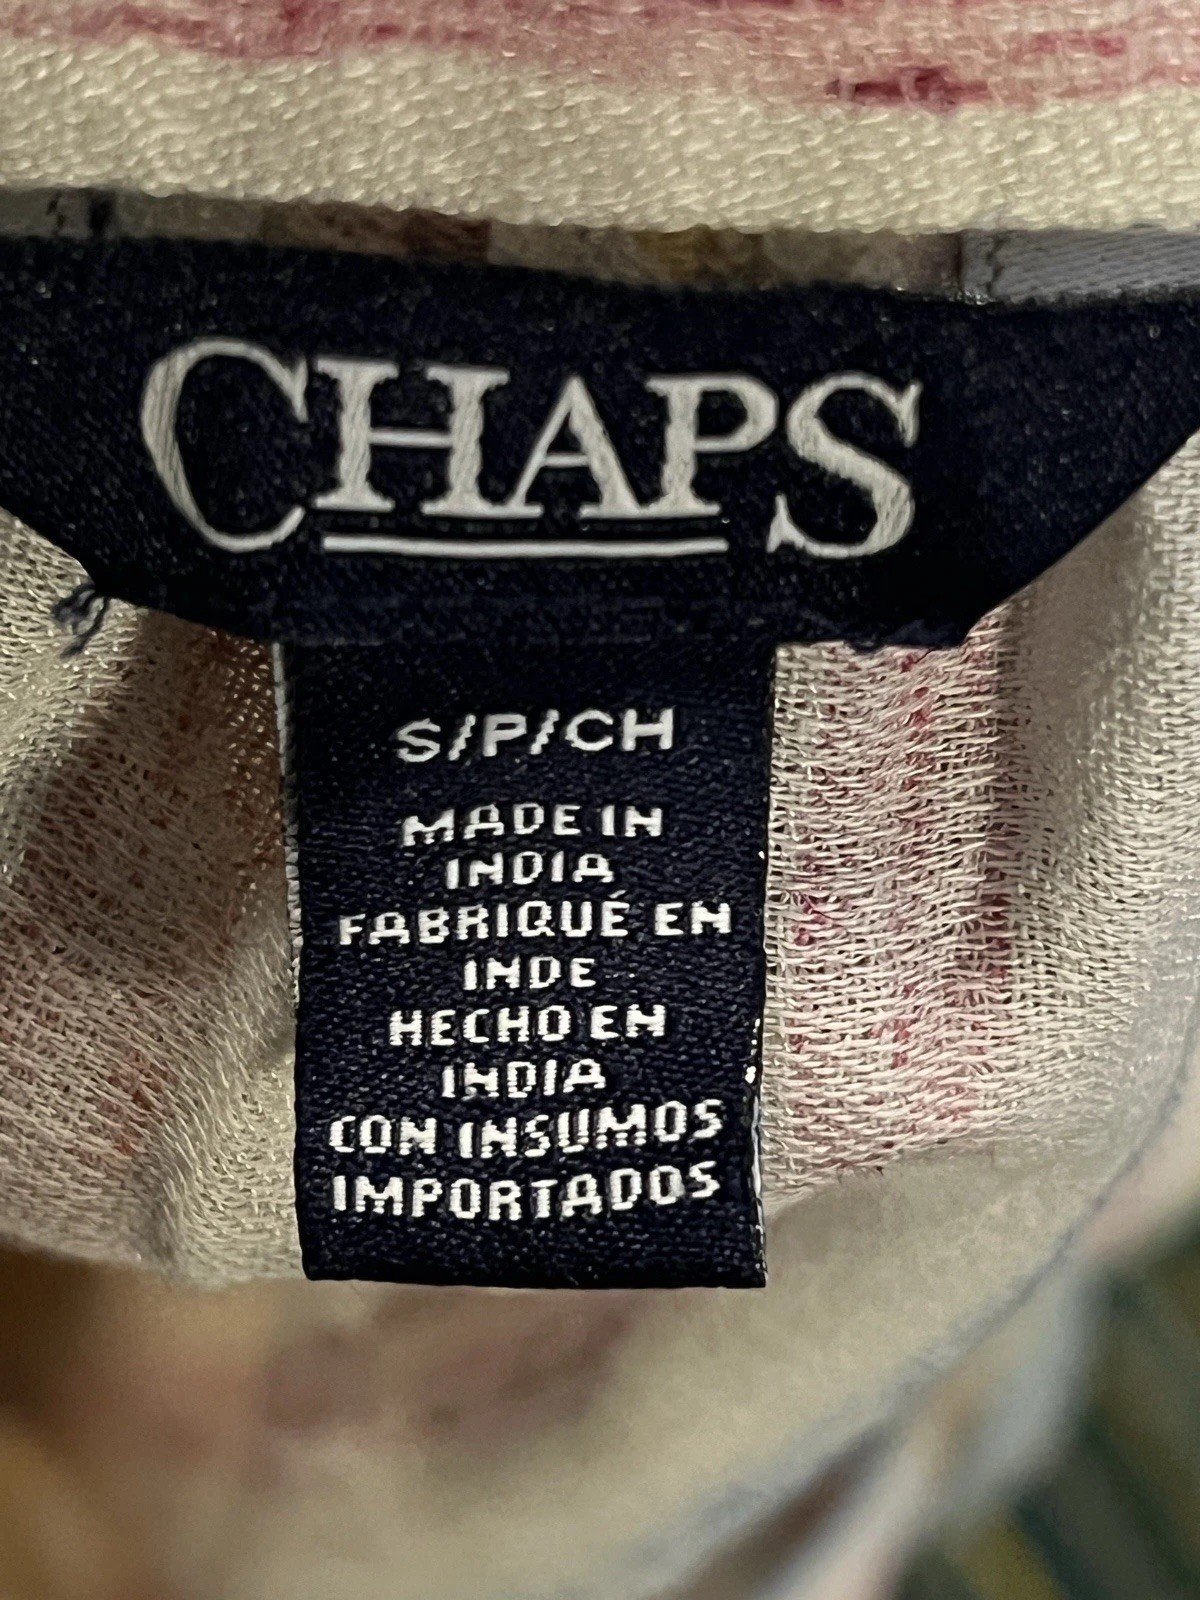 CHAPS
S/P/CH
MADE IN
INDIA
FABRIQUÉ EN
INDE
HECHO EN
INDIA
CON INSUMOS
IMPORTADOS